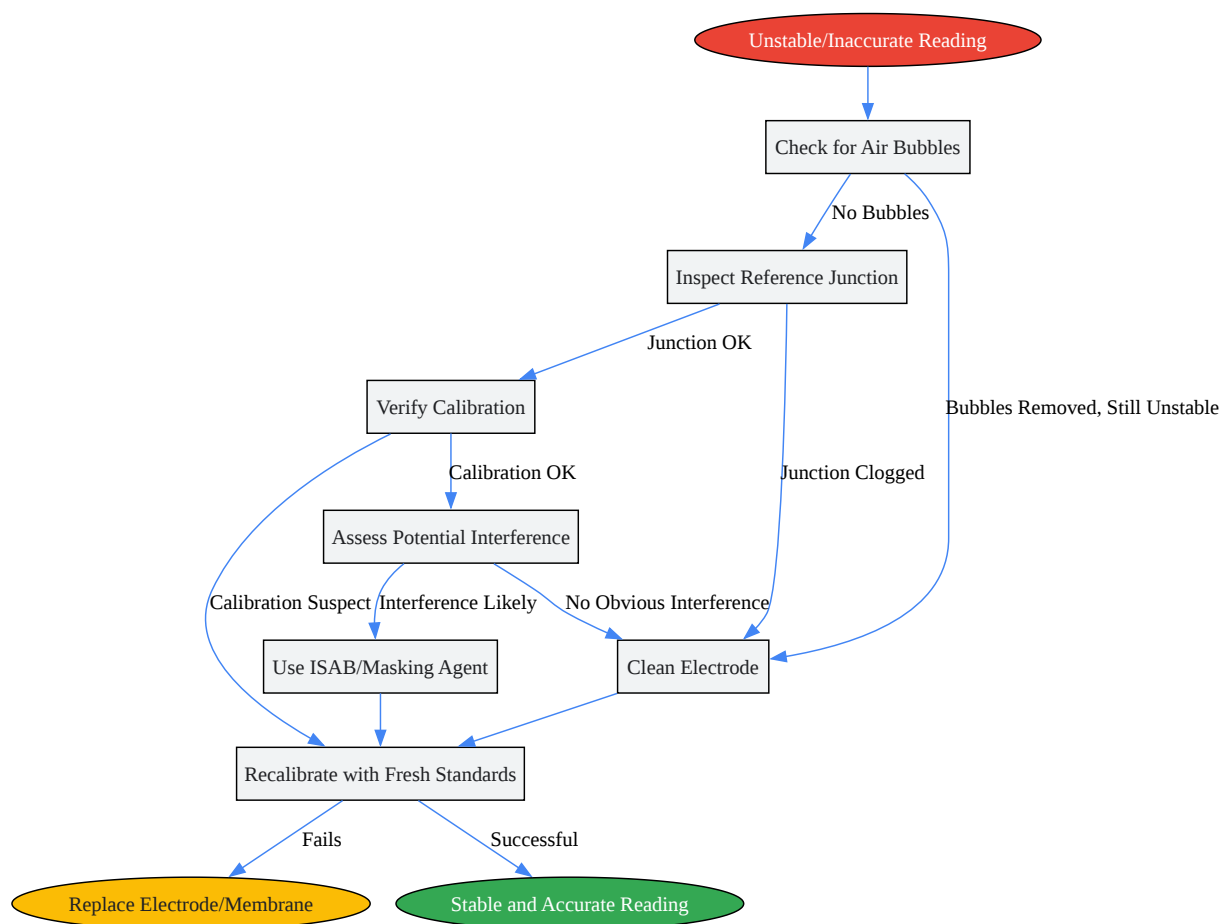 Unstable/Inaccurate Reading
Check for Air Bubbles
No Bubbles
Inspect Reference Junction
Junction OK
Verify Calibration
Bubbles Removed, Still Unstable
Calibration OK
Junction Clogged
Assess Potential Interference
Calibration Suspect
Interference Likely
No Obvious Interference
Use ISAB/Masking Agent
Clean Electrode
Recalibrate with Fresh Standards
Fails
Successful
Replace Electrode/Membrane
Stable and Accurate Reading